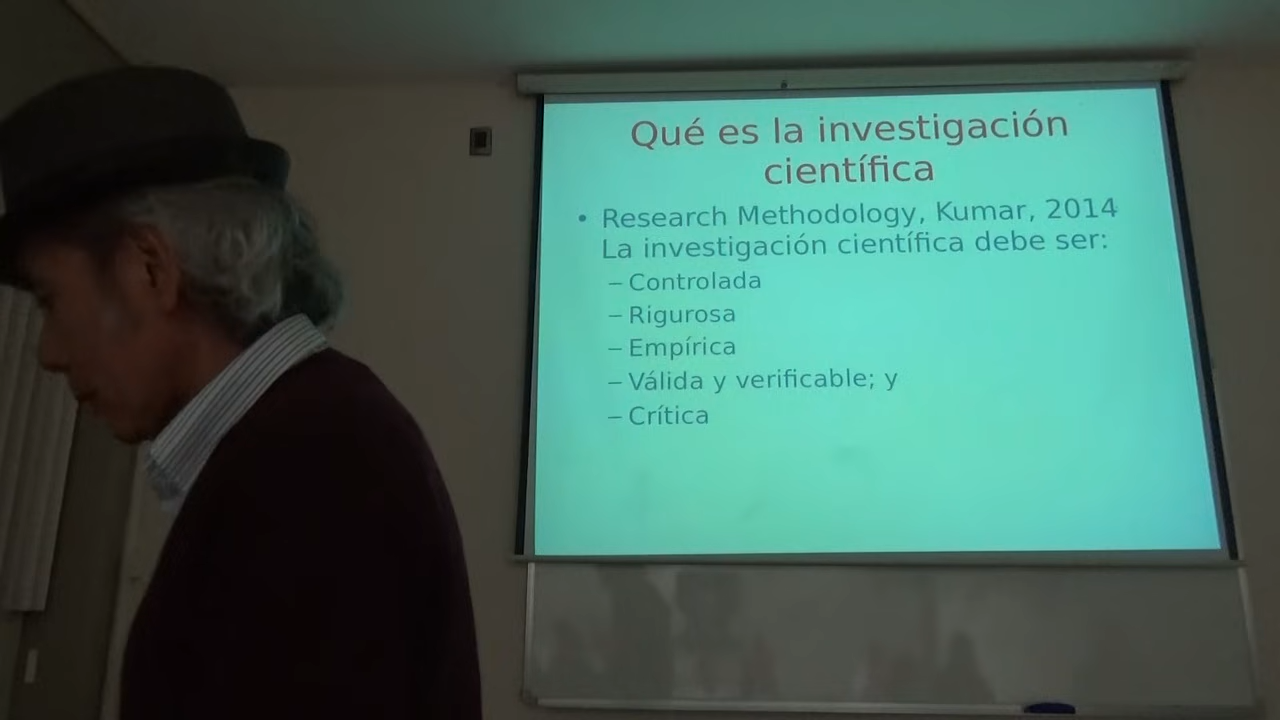 Qué es la investigación
científica
• Research Methodology, Kumar, 2014
La investigación científica debe ser:
– Controlada
– Rigurosa
– Empírica
– Válida y verificable; y
– Crítica